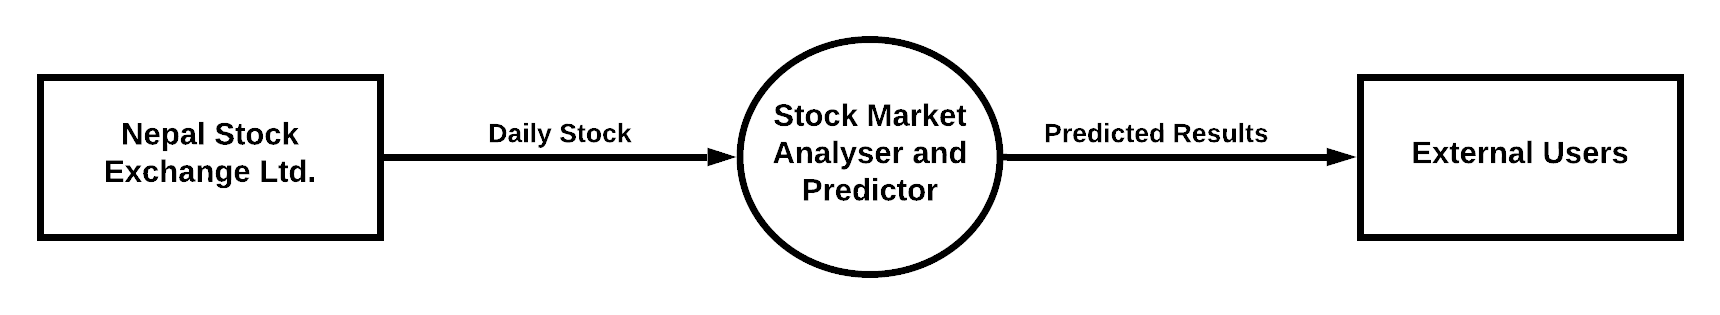 Nepal Stock
Exchange Ltd.
Daily Stock
Stock Market
Analyser and
Predictor
Predicted Results
External Users